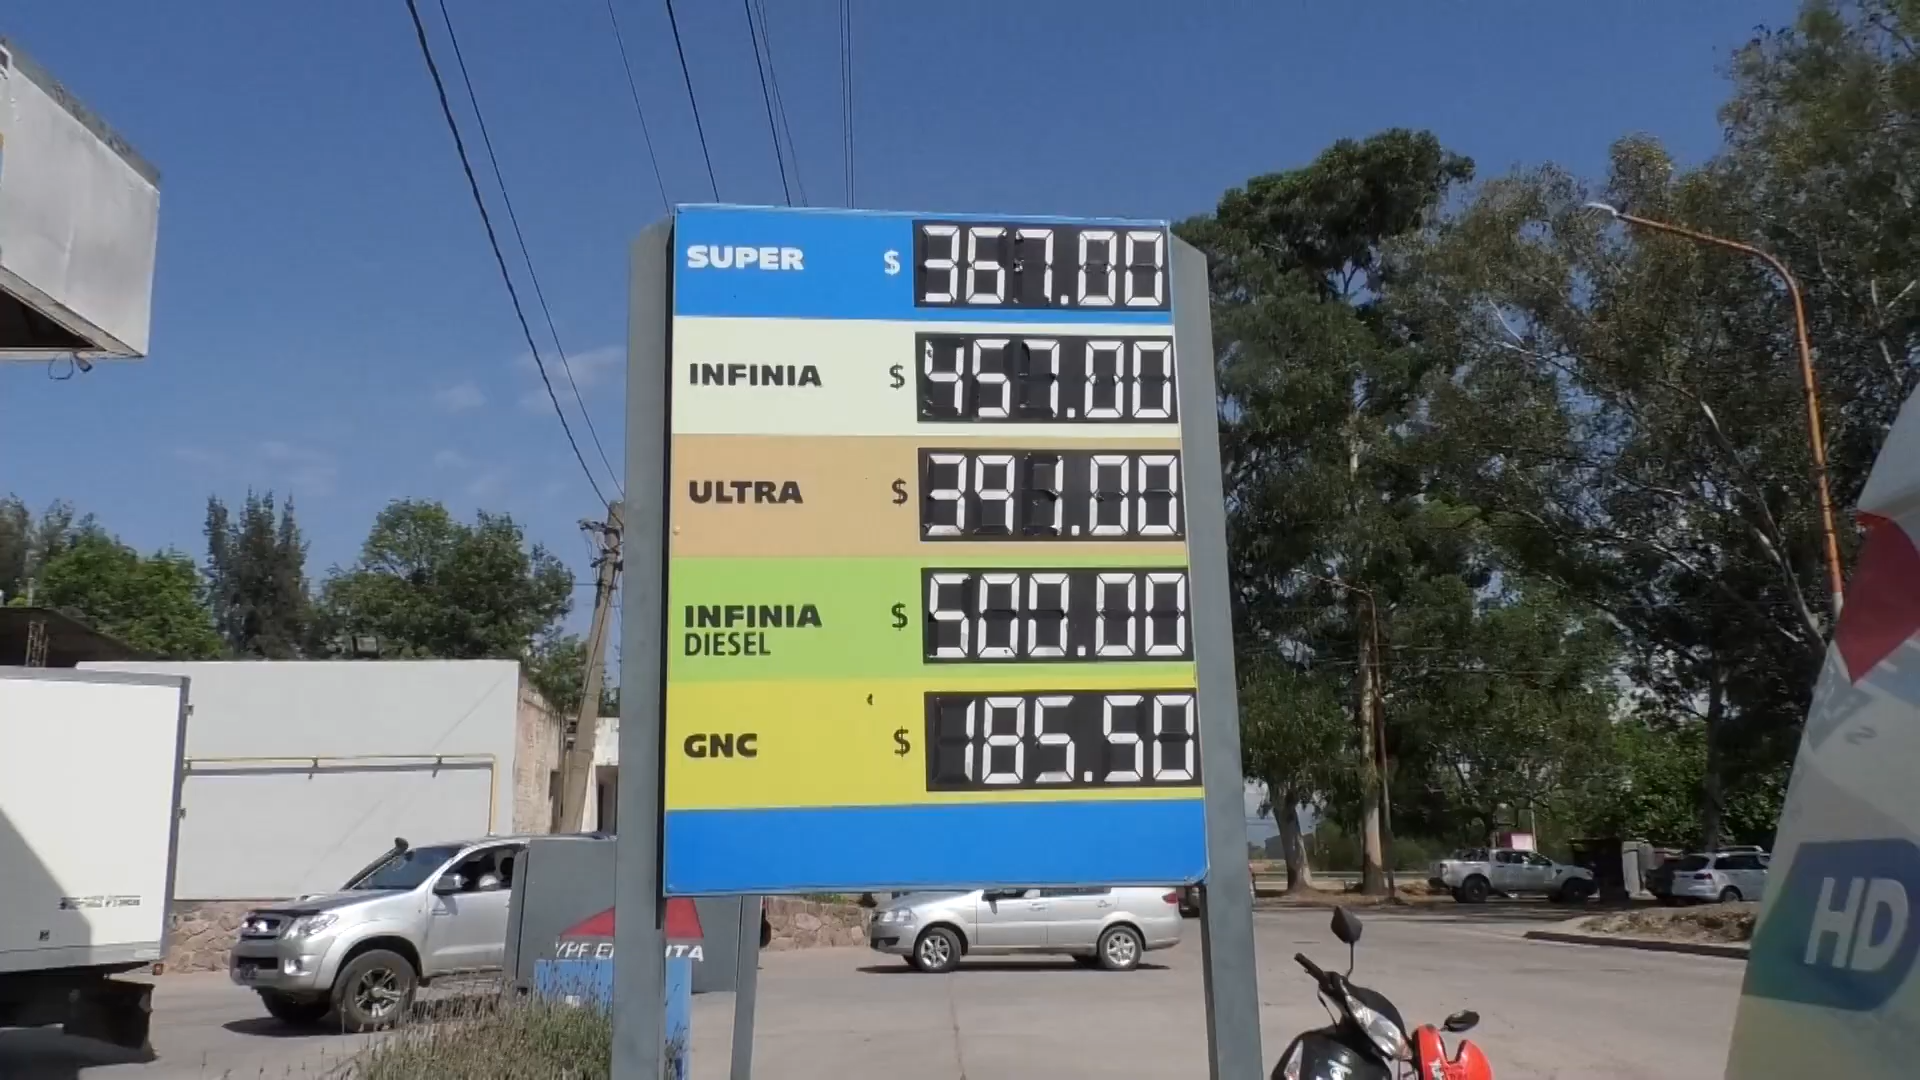 SUPER $ 367.00
INFINIA $ 457.00
ULTRA $ 391.00
INFINIA $ 500.00
DIESEL
GNC $ 185.50
HD